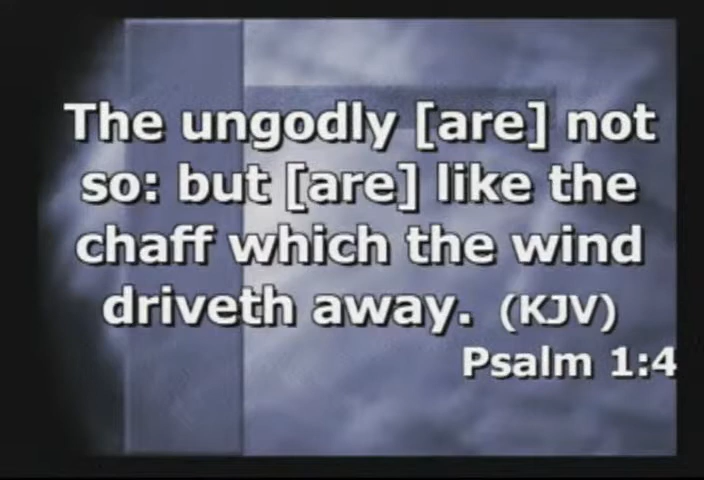 The ungodly [are] not
so: but [are] like the
chaff which the wind
driveth away. (KJV)
Psalm 1:4